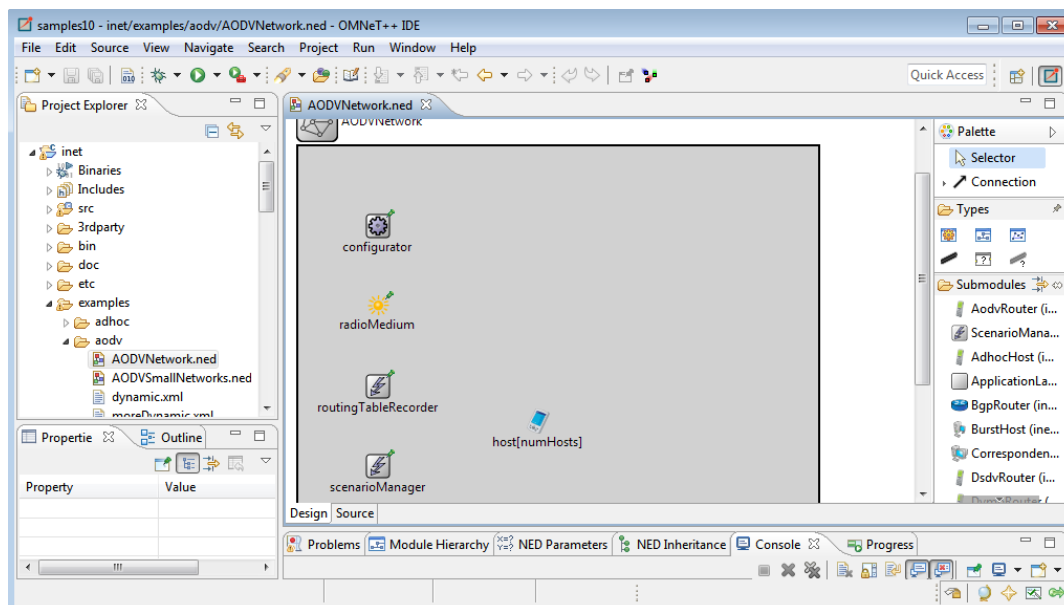 samples10 - inet/examples/aodv/AODVNetwork.ned - OMNeT++ IDE
File Edit Source View Navigate Search Project Run Window Help
Quick Access
Project Explorer
inet
Binaries
Includes
src
3rdparty
bin
doc
etc
examples
adhoc
aodv
AODVNetwork.ned
AODVSmallNetworks.ned
dynamic.xml
moreDynamic.xml
Propertie Outline
Property Value
AODVNetwork.ned
AODVNetwork
configurator
radioMedium
routingTableRecorder
host[numHosts]
scenarioManager
Design Source
Palette
Selector
Connection
Types
Submodules
AodvRouter (i...
ScenarioMana...
AdhocHost (i...
ApplicationLa...
BgpRouter (in...
BurstHost (ine...
Corresponden...
DsdvRouter (i...
Problems Module Hierarchy NED Parameters NED Inheritance Console Progress